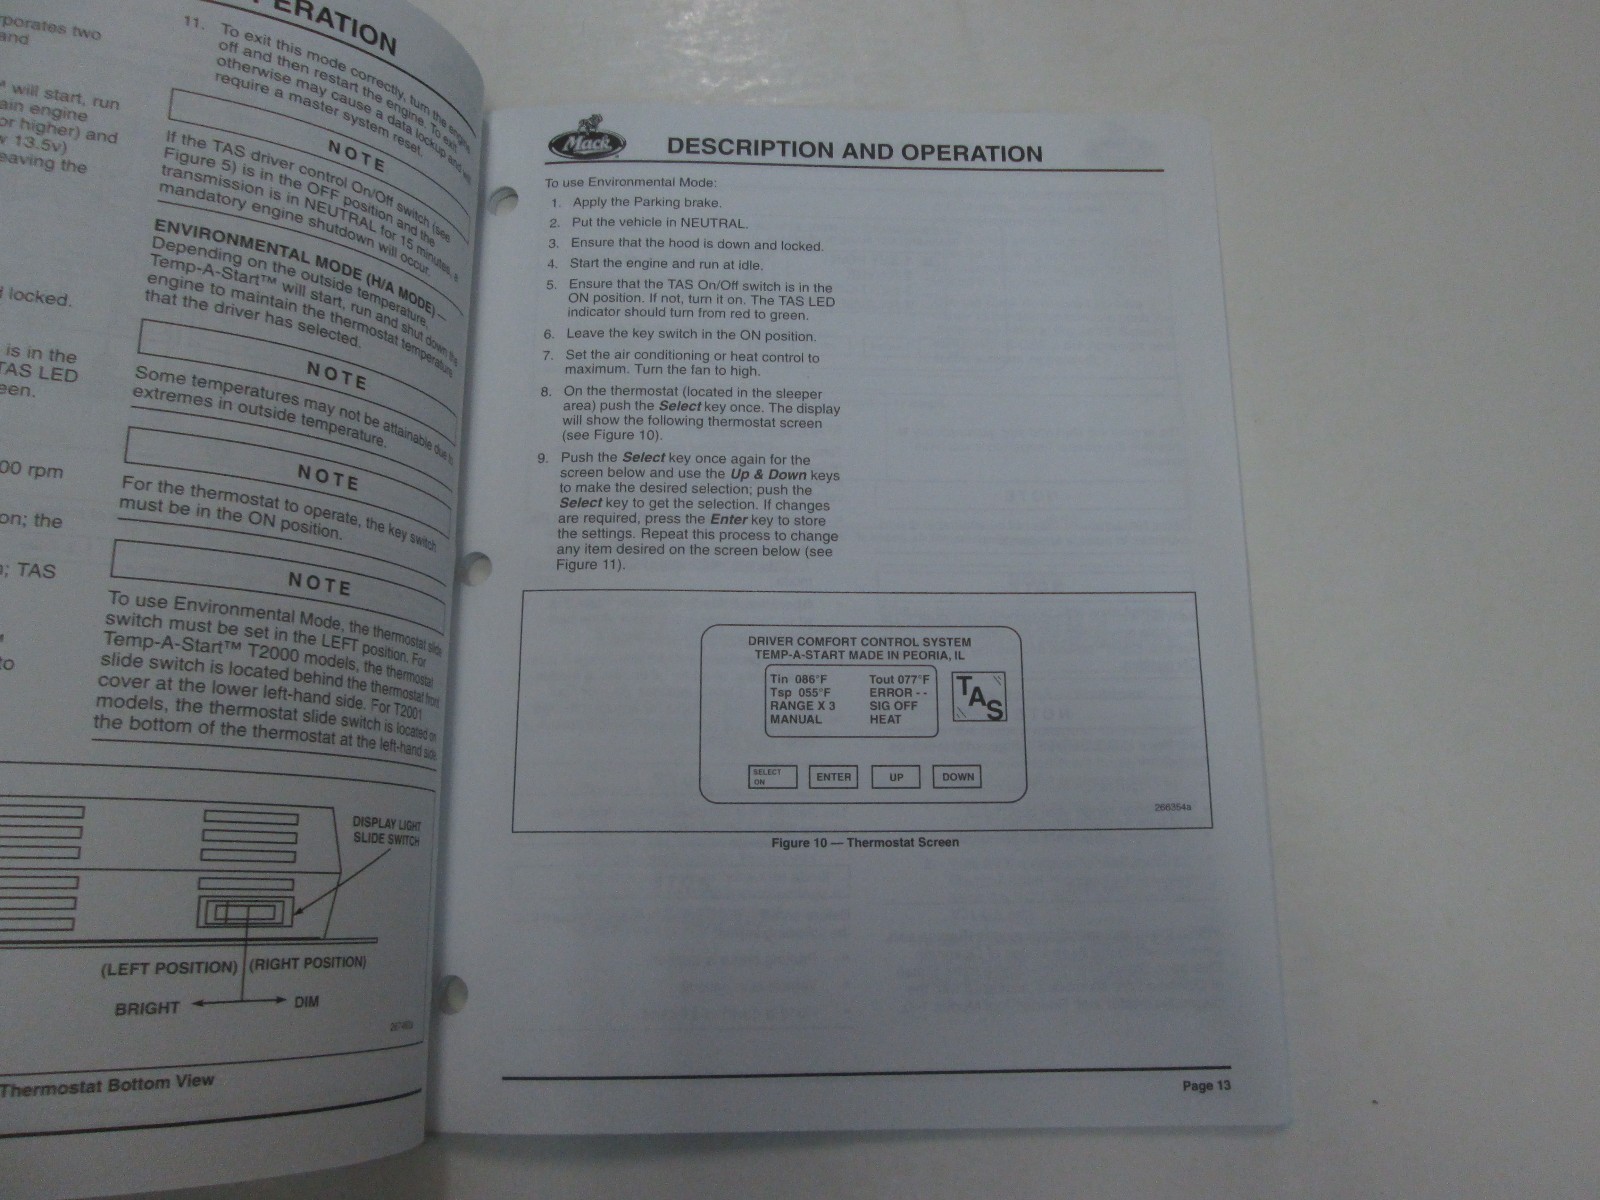 rporates two
and
will start, run
ain engine
or higher) and
13.5v)
eaving the
locked.
is in the
TAS LED
een.
00 rpm
on; the
TAS
to
ERATION
11. To exit this mode correctly, turn the engine
off and then restart the engine. To exit
otherwise may cause a data lockup and will
require a master system reset.
NOTE
If the TAS driver control On/Off switch (see
Figure 5) is in the OFF position and the
transmission is in NEUTRAL for 15 minutes, a
mandatory engine shutdown will occur.
ENVIRONMENTAL MODE (H/A MODE) —
Depending on the outside temperature,
Temp-A-Start™ will start, run and shut down the
engine to maintain the thermostat temperature
that the driver has selected.
NOTE
Some temperatures may not be attainable due to
extremes in outside temperature.
NOTE
For the thermostat to operate, the key switch
must be in the ON position.
NOTE
To use Environmental Mode, the thermostat slide
switch must be set in the LEFT position. For
Temp-A-Start™ T2000 models, the thermostat
slide switch is located behind the thermostat front
cover at the lower left-hand side. For T2001
models, the thermostat slide switch is located on
the bottom of the thermostat at the left-hand side.
DISPLAY LIGHT
SLIDE SWITCH
(LEFT POSITION) (RIGHT POSITION)
BRIGHT DIM
Thermostat Bottom View
Mack
DESCRIPTION AND OPERATION
To use Environmental Mode:
1. Apply the Parking brake.
2. Put the vehicle in NEUTRAL.
3. Ensure that the hood is down and locked.
4. Start the engine and run at idle.
5. Ensure that the TAS On/Off switch is in the
ON position. If not, turn it on. The TAS LED
indicator should turn from red to green.
6. Leave the key switch in the ON position.
7. Set the air conditioning or heat control to
maximum. Turn the fan to high.
8. On the thermostat (located in the sleeper
area) push the Select key once. The display
will show the following thermostat screen
(see Figure 10).
9. Push the Select key once again for the
screen below and use the Up & Down keys
to make the desired selection; push the
Select key to get the selection. If changes
are required, press the Enter key to store
the settings. Repeat this process to change
any item desired on the screen below (see
Figure 11).
DRIVER COMFORT CONTROL SYSTEM
TEMP-A-START MADE IN PEORIA, IL
Tin 086°F Tout 077°F
Tsp 055°F ERROR - -
RANGE X 3 SIG OFF
MANUAL HEAT
TAS
SELECT
ON
ENTER
UP
DOWN
266354a
Figure 10 — Thermostat Screen
Page 13